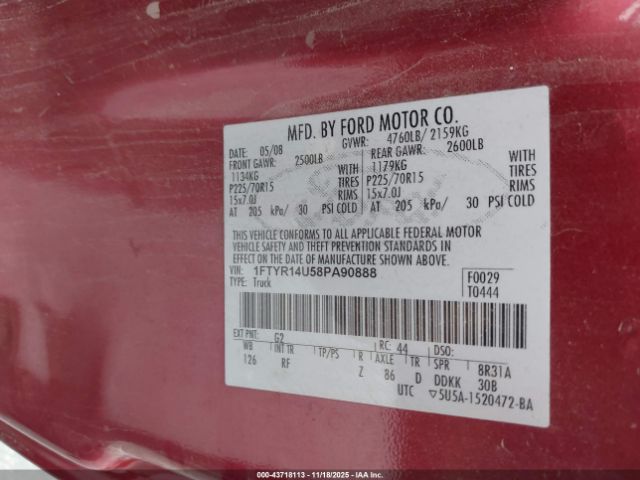 MFD. BY FORD MOTOR CO.
DATE: 05/08 GVWR: 4760LB/ 2159KG
FRONT GAWR: 2500LB REAR GAWR: 2600LB
1134KG WITH 1179KG WITH
P225/70R15 TIRES P225/70R15 TIRES
15x7.0J RIMS 15x7.0J RIMS
AT 205 kPa/ 30 PSI COLD AT 205 kPa/ 30 PSI COLD
THIS VEHICLE CONFORMS TO ALL APPLICABLE FEDERAL MOTOR
VEHICLE SAFETY AND THEFT PREVENTION STANDARDS IN
EFFECT ON THE DATE OF MANUFACTURE SHOWN ABOVE.
VIN: 1FTYR14U58PA90888 F0029
TYPE: Truck T0444
EXT PNT: G2 RC: 44 DSO:
WB INT TR TP/PS R AXLE TR SPR 8R31A
126 RF Z 86 D DDKK 30B
UTC ▽5U5A-1520472-BA
000-43718113 - 11/18/2025 - IAAI.com